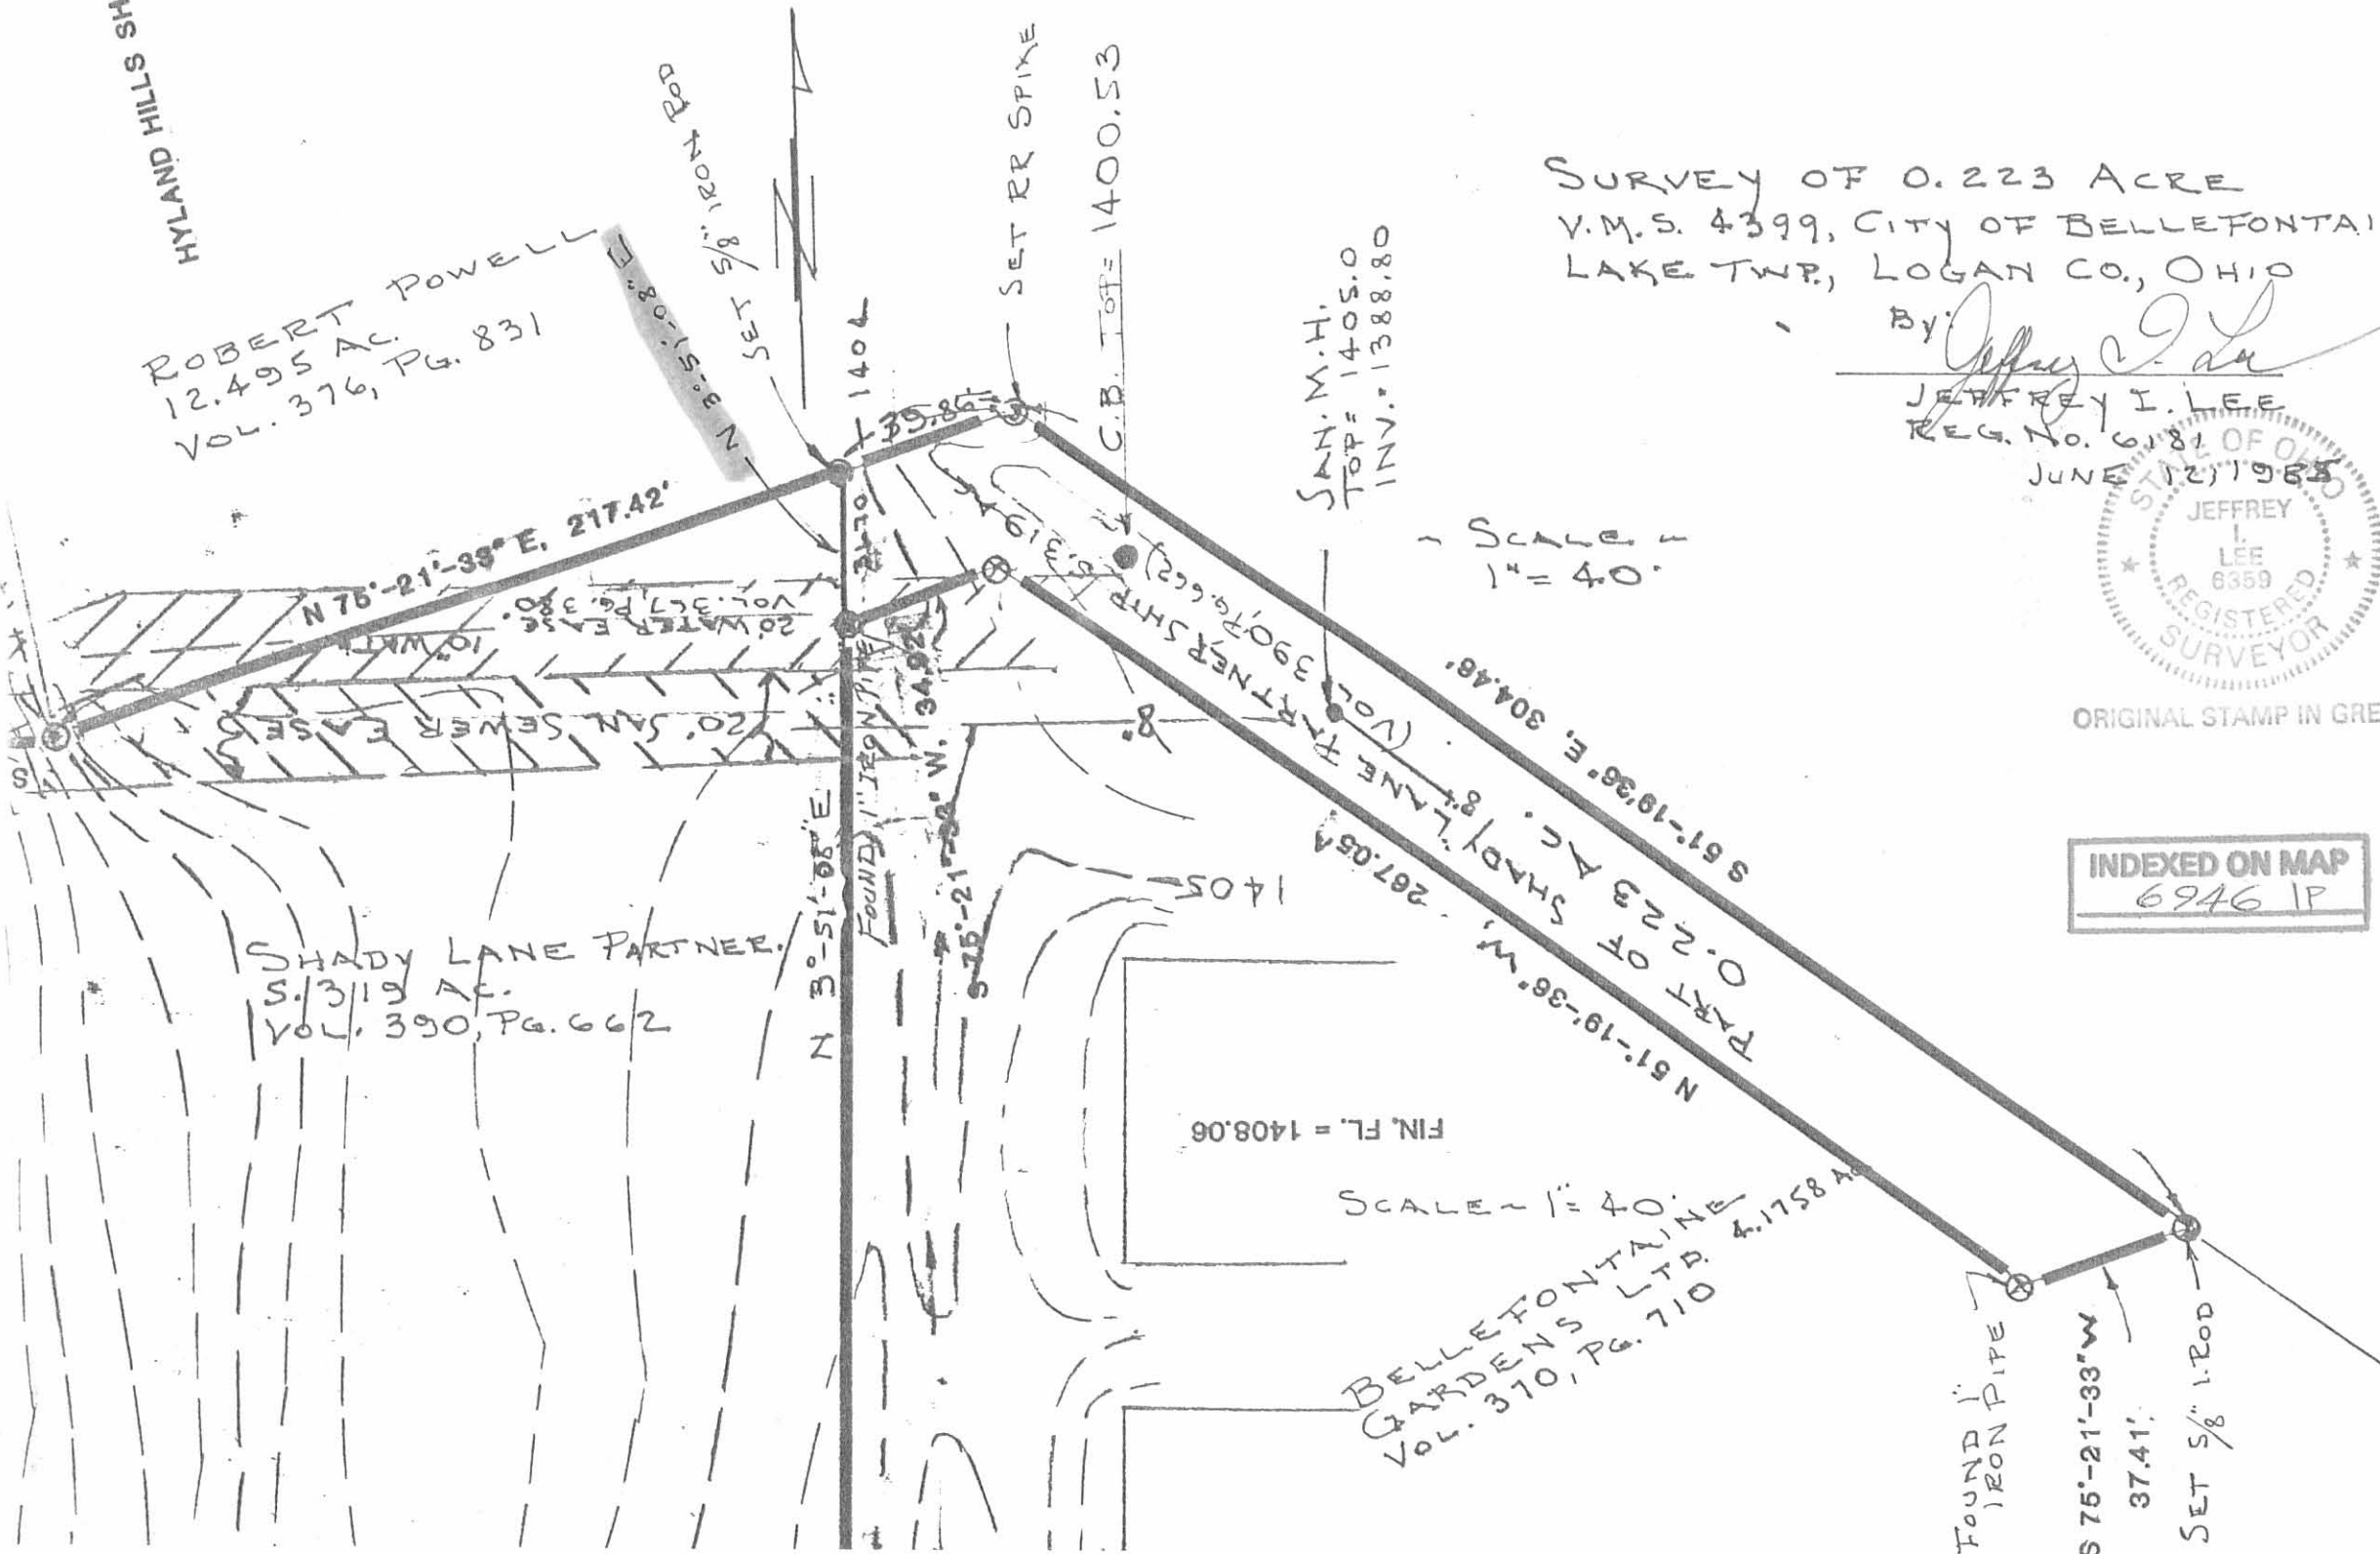 HYLAND HILLS SH
ROBERT POWELL
12.495 AC.
VOL. 376, PG. 831
N 3°-51'-08" E
SET 5/8" IRON ROD
1404
SET RR SPIKE
C.B. TOP= 1400.53
SAN. M.H.
TOP= 1405.0
INV.= 1388.80
SURVEY OF 0.223 ACRE
V.M.S. 4399, CITY OF BELLEFONTAI
LAKE TWP., LOGAN CO., OHIO
By:
JEFFREY I. LEE
REG. No. 6181
JUNE 12, 1985
STATE OF OHIO
JEFFREY
I.
LEE
6359
REGISTERED
SURVEYOR
ORIGINAL STAMP IN GRE
INDEXED ON MAP
6946 IP
~ SCALE ~
1"= 40'
N 75°-21'-33" E, 217.42'
39.85
20' WATER EASE.
VOL. 367, PG. 380
10" WAT
20' SAN. SEWER EASE
FOUND 1" IRON PIPE
34.92
S 75°-21'-33" W.
N 3°-51'-08" E
8"
8"
S 51°-19'36" E, 304.48'
PART OF SHADY LANE PARTNERSHIP
0.223 AC.
(VOL. 390, PG. 662)
N 51°-19'-36" W, 267.05'
1405
SHADY LANE PARTNER.
5.319 AC.
VOL. 390, PG. 662
FIN. FL. = 1408.06
SCALE ~ 1"= 40'
BELLEFONTAINE
GARDENS LTD. 4.1758 AC
VOL. 370, PG. 710
FOUND 1"
IRON PIPE
S 75°-21'-33" W
37.41'
SET 5/8" I.ROD